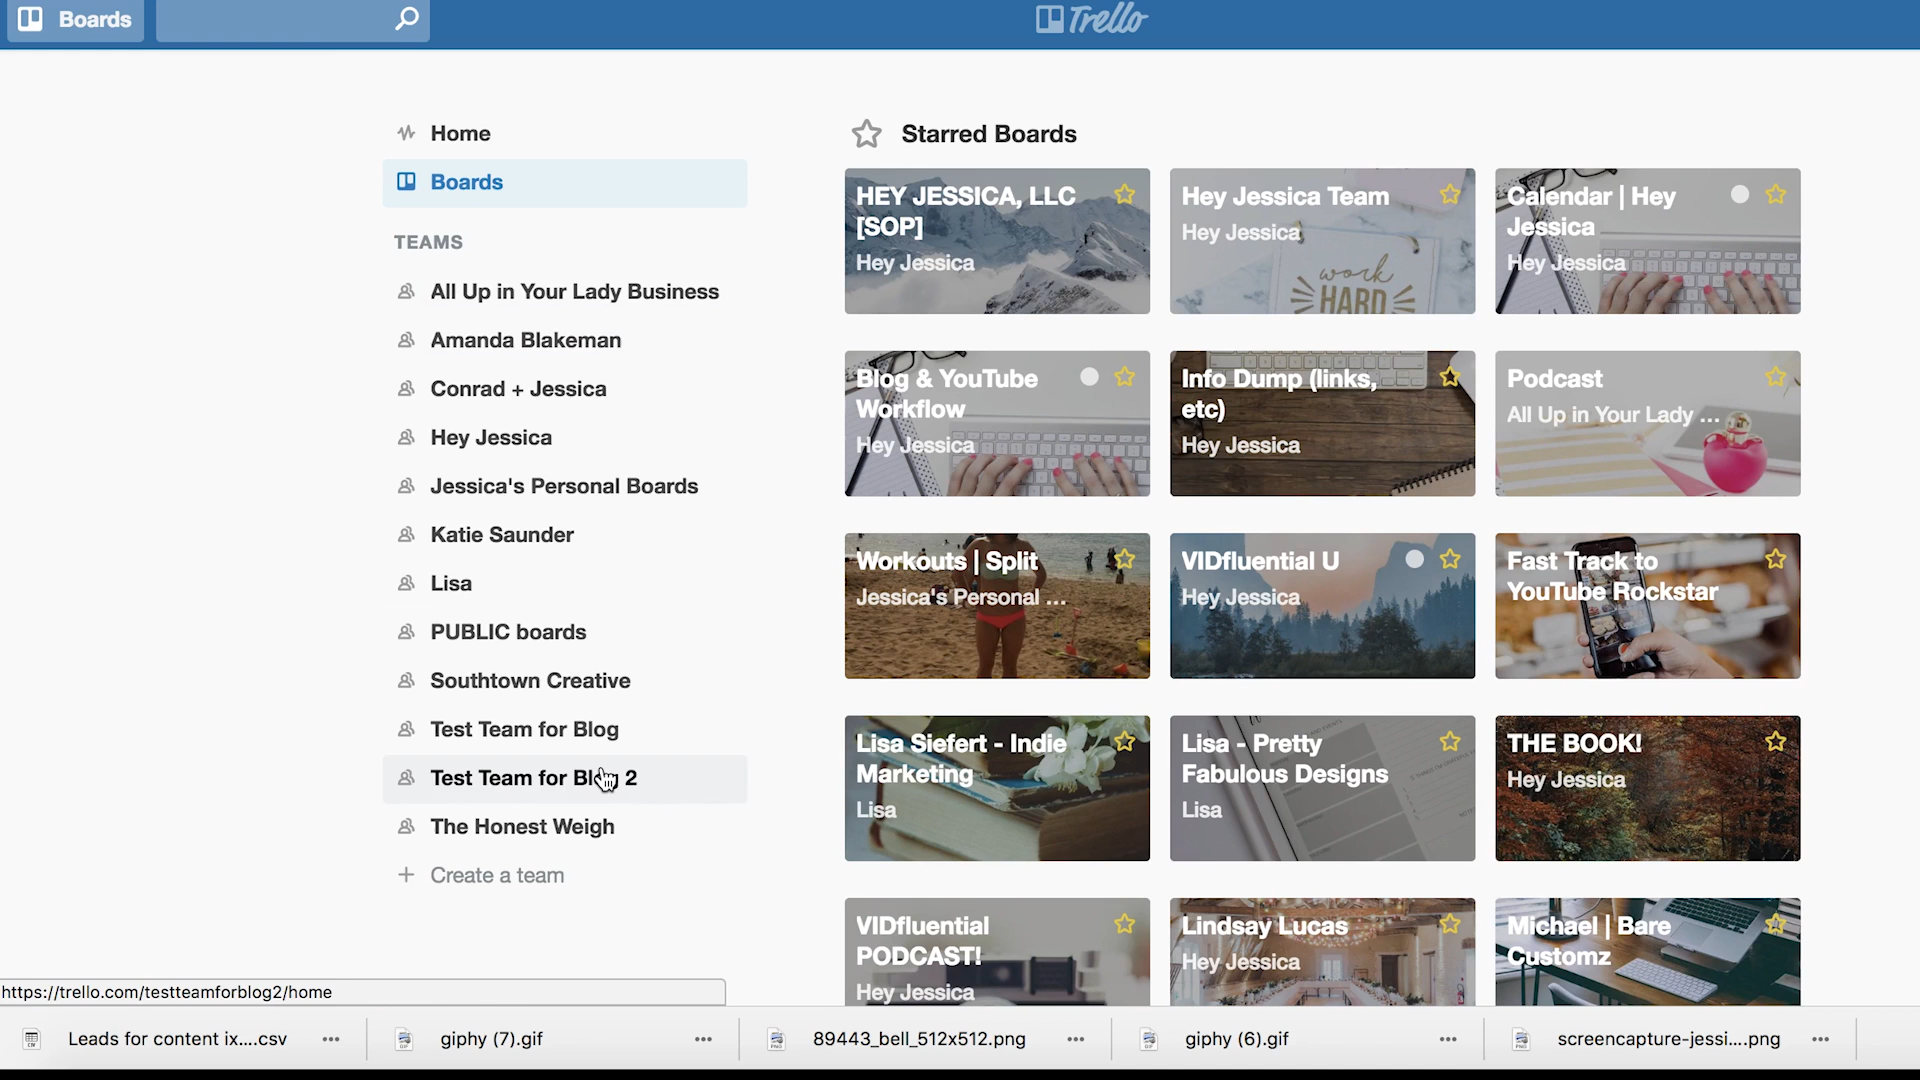 Boards
Trello
Home
Boards
TEAMS
All Up in Your Lady Business
Amanda Blakeman
Conrad + Jessica
Hey Jessica
Jessica's Personal Boards
Katie Saunder
Lisa
PUBLIC boards
Southtown Creative
Test Team for Blog
Test Team for Blog 2
The Honest Weigh
Create a team
Starred Boards
HEY JESSICA, LLC
[SOP]
Hey Jessica
Hey Jessica Team
Hey Jessica
work
HARD
Calendar | Hey
Jessica
Hey Jessica
Blog & YouTube
Workflow
Hey Jessica
Info Dump (links,
etc)
Hey Jessica
Podcast
All Up in Your Lady ...
Workouts | Split
Jessica's Personal ...
VIDfluential U
Hey Jessica
Fast Track to
YouTube Rockstar
Lisa Siefert - Indie
Marketing
Lisa
Lisa - Pretty
Fabulous Designs
Lisa
THE BOOK!
Hey Jessica
VIDfluential
PODCAST!
Hey Jessica
Lindsay Lucas
Hey Jessica
Michael | Bare
Customz
https://trello.com/testteamforblog2/home
Leads for content ix....csv
giphy (7).gif
89443_bell_512x512.png
giphy (6).gif
screencapture-jessi....png